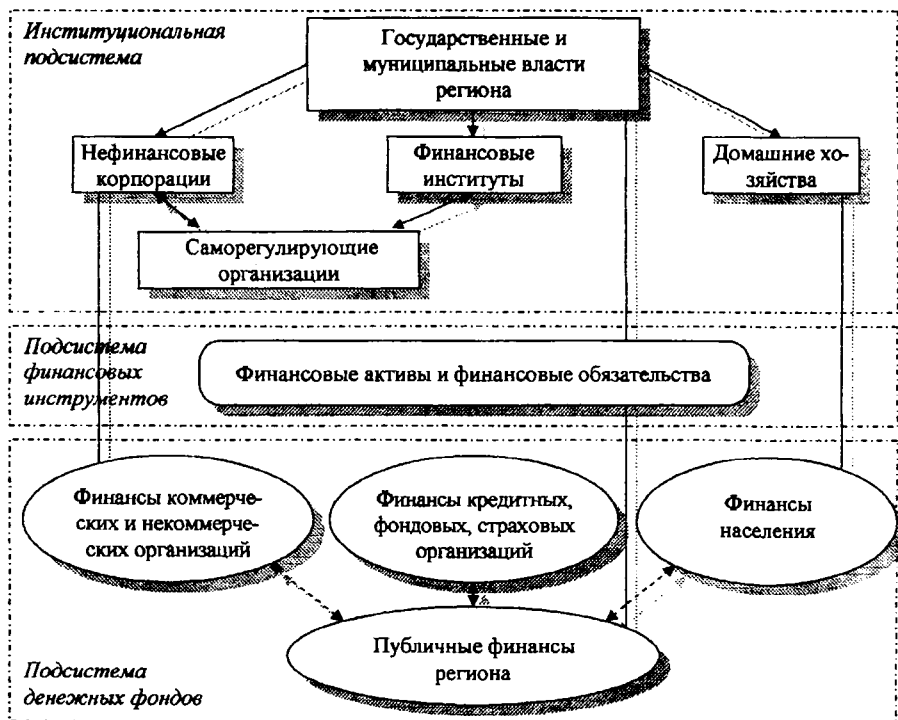 Институциональная
подсистема
Государственные и
муниципальные власти
региона
Нефинансовые
корпорации
Финансовые
институты
Домашние хо-
зяйства
Саморегулирующие
организации
Подсистема
финансовых
инструментов
Финансовые активы и финансовые обязательства
Финансы коммерче-
ских и некоммерче-
ских организаций
Финансы кредитных,
фондовых, страховых
организаций
Финансы
населения
Публичные финансы
региона
Подсистема
денежных фондов